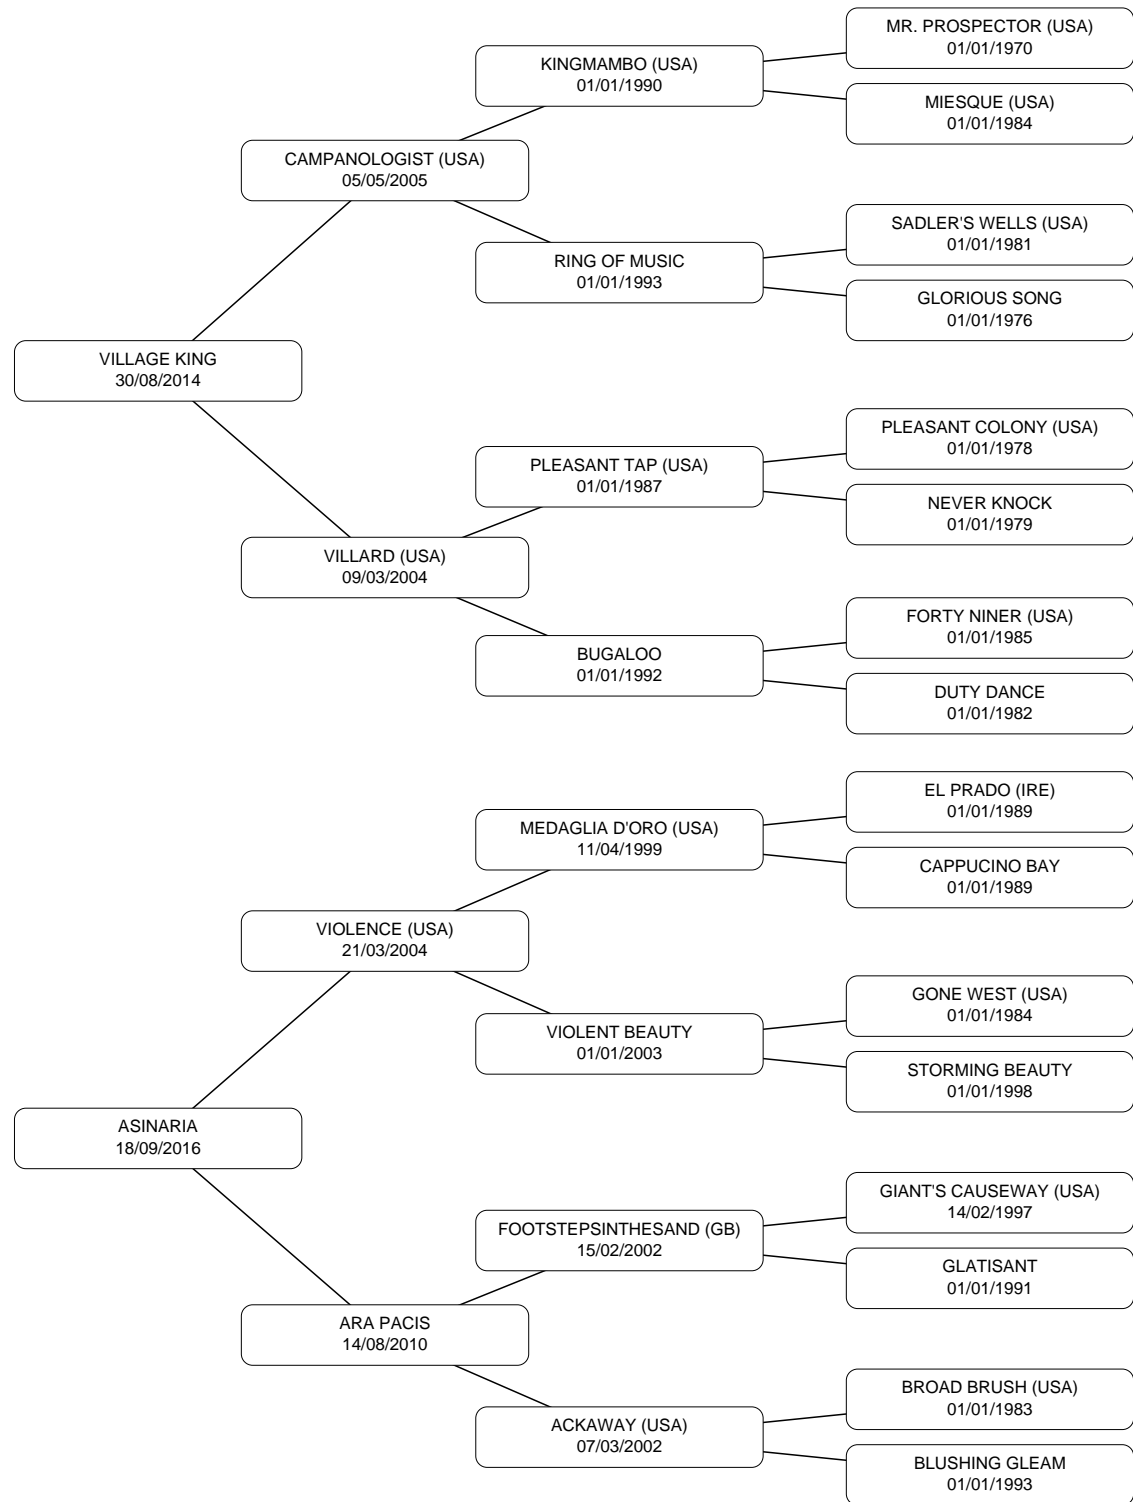 MR. PROSPECTOR (USA)
01/01/1970
KINGMAMBO (USA)
01/01/1990
MIESQUE (USA)
01/01/1984
CAMPANOLOGIST (USA)
05/05/2005
SADLER'S WELLS (USA)
01/01/1981
RING OF MUSIC
01/01/1993
GLORIOUS SONG
01/01/1976
VILLAGE KING
30/08/2014
PLEASANT COLONY (USA)
01/01/1978
PLEASANT TAP (USA)
01/01/1987
NEVER KNOCK
01/01/1979
VILLARD (USA)
09/03/2004
FORTY NINER (USA)
01/01/1985
BUGALOO
01/01/1992
DUTY DANCE
01/01/1982
EL PRADO (IRE)
01/01/1989
MEDAGLIA D'ORO (USA)
11/04/1999
CAPPUCINO BAY
01/01/1989
VIOLENCE (USA)
21/03/2004
GONE WEST (USA)
01/01/1984
VIOLENT BEAUTY
01/01/2003
STORMING BEAUTY
01/01/1998
ASINARIA
18/09/2016
GIANT'S CAUSEWAY (USA)
14/02/1997
FOOTSTEPSINTHESAND (GB)
15/02/2002
GLATISANT
01/01/1991
ARA PACIS
14/08/2010
BROAD BRUSH (USA)
01/01/1983
ACKAWAY (USA)
07/03/2002
BLUSHING GLEAM
01/01/1993